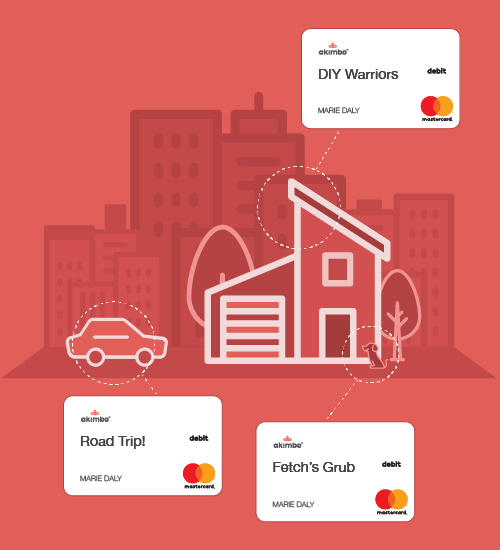 akimbo
DIY Warriors
debit
MARIE DALY
mastercard.
akimbo
Road Trip!
debit
MARIE DALY
mastercard.
akimbo
Fetch's Grub
debit
MARIE DALY
mastercard.